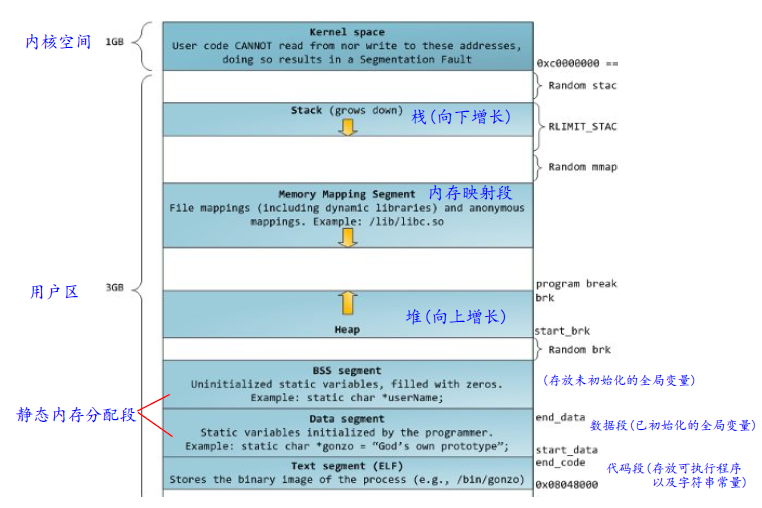 Kernel space
内核空间
1GB
User code CANNOT read from nor write to these addresses,
doing so results in a Segmentation Fault
0xc0000000 ==
Random stac
Stack (grows down)
栈(向下增长)
RLIMIT_STAC
Random mmap
Memory Mapping Segment
内存映射段
File mappings (including dynamic libraries) and anonymous
mappings. Example: /lib/libc.so
用户区
3GB
program break
brk
堆(向上增长)
Heap
start_brk
Random brk
BSS segment
Uninitialized static variables, filled with zeros.
Example: static char *userName;
(存放未初始化的全局变量)
静态内存分配段
Data segment
Static variables initialized by the programmer.
Example: static char *gonzo = “God’s own prototype”;
end_data
数据段(已初始化的全局变量)
start_data
Text segment (ELF)
Stores the binary image of the process (e.g., /bin/gonzo)
end_code
0x08048000
代码段(存放可执行程序
以及字符串常量)